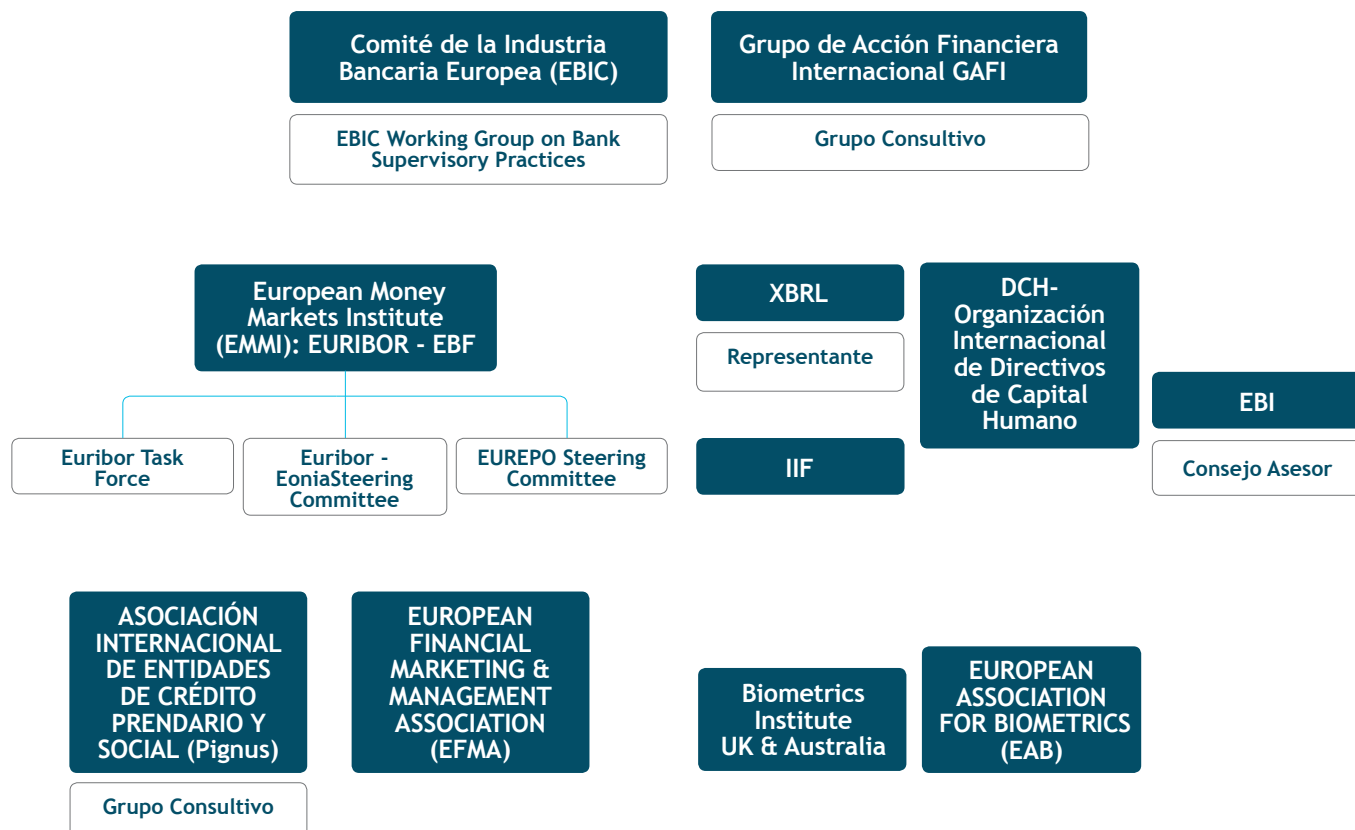 Comité de la Industria
Bancaria Europea (EBIC)
Grupo de Acción Financiera
Internacional GAFI
EBIC Working Group on Bank
Supervisory Practices
Grupo Consultivo
European Money
Markets Institute
(EMMI): EURIBOR - EBF
XBRL
Representante
DCH-
Organización
Internacional
de Directivos
de Capital
Humano
EBI
Consejo Asesor
Euribor Task
Force
Euribor -
EoniaSteering
Committee
EUREPO Steering
Committee
IIF
ASOCIACIÓN
INTERNACIONAL
DE ENTIDADES
DE CRÉDITO
PRENDARIO Y
SOCIAL (Pignus)
Grupo Consultivo
EUROPEAN
FINANCIAL
MARKETING &
MANAGEMENT
ASSOCIATION
(EFMA)
Biometrics
Institute
UK & Australia
EUROPEAN
ASSOCIATION
FOR BIOMETRICS
(EAB)